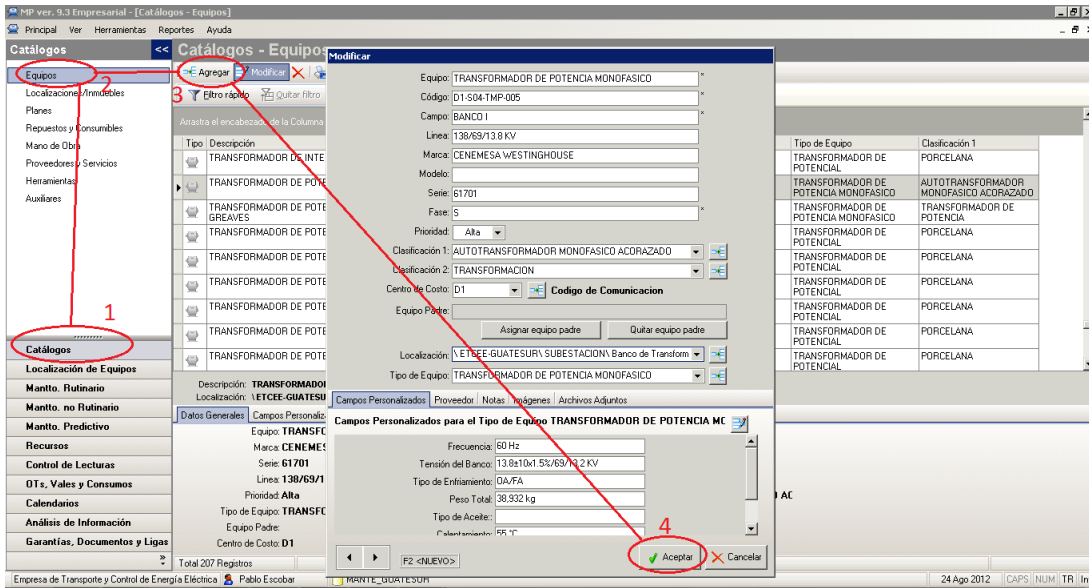 MP ver. 9.3 Empresarial - [Catálogos - Equipos]
Principal Ver Herramientas Reportes Ayuda
Catálogos <<
Equipos
2
Localizaciones/Inmuebles
Planes
Repuestos y Consumibles
Mano de Obra
Proveedores y Servicios
Herramientas
Auxiliares
1
Catálogos
Localización de Equipos
Mantto. Rutinario
Mantto. no Rutinario
Mantto. Predictivo
Recursos
Control de Lecturas
OTs, Vales y Consumos
Calendarios
Análisis de Información
Garantías, Documentos y Ligas
Catálogos - Equipos
Agregar Modificar
3 Filtro rápido Quitar filtro
Arrastra el encabezado de la Columna
Tipo Descripción
TRANSFORMADOR DE INTE
TRANSFORMADOR DE POTE
TRANSFORMADOR DE POTE
GREAVES
TRANSFORMADOR DE POTE
TRANSFORMADOR DE POTE
TRANSFORMADOR DE POTE
TRANSFORMADOR DE POTE
TRANSFORMADOR DE POTE
Descripción: TRANSFORMADO
Localización: \ETCEE-GUATESU
Datos Generales Campos Personaliz
Equipo: TRANSFC
Marca: CENEMES
Serie: 61701
Linea: 138/69/1
Prioridad: Alta
Tipo de Equipo: TRANSFC
Equipo Padre:
Centro de Costo: D1
Total 207 Registros
Modificar
Equipo: TRANSFORMADOR DE POTENCIA MONOFASICO *
Código: D1-S04-TMP-005 *
Campo: BANCO I *
Linea: 138/69/13.8 KV
Marca: CENEMESA WESTINGHOUSE
Modelo:
Serie: 61701
Fase: S *
Prioridad: Alta
Clasificación 1: AUTOTRANSFORMADOR MONOFASICO ACORAZADO
Clasificación 2: TRANSFORMACION
Centro de Costo: D1 Codigo de Comunicacion
Equipo Padre:
Asignar equipo padre Quitar equipo padre
Localización: \ ETCEE-GUATESUR\ SUBESTACION\ Banco de Transform
Tipo de Equipo: TRANSFORMADOR DE POTENCIA MONOFASICO
Campos Personalizados Proveedor Notas Imágenes Archivos Adjuntos
Campos Personalizados para el Tipo de Equipo TRANSFORMADOR DE POTENCIA MC
Frecuencia: 60 Hz
Tensión del Banco: 13.8±10x1.5%/69/13,2 KV
Tipo de Enfriamiento: OA/FA
Peso Total: 38,932 kg
Tipo de Aceite::
Calentamiento: 55 °C
4
F2 <NUEVO> Aceptar Cancelar
Tipo de Equipo Clasificación 1
TRANSFORMADOR DE PORCELANA
POTENCIAL
TRANSFORMADOR DE AUTOTRANSFORMADOR
POTENCIA MONOFASICO MONOFASICO ACORAZADO
TRANSFORMADOR DE TRANSFORMADOR DE
POTENCIA MONOFASICO POTENCIA
TRANSFORMADOR DE PORCELANA
POTENCIAL
TRANSFORMADOR DE PORCELANA
POTENCIAL
TRANSFORMADOR DE PORCELANA
POTENCIAL
TRANSFORMADOR DE PORCELANA
POTENCIAL
TRANSFORMADOR DE PORCELANA
POTENCIAL
AC
Empresa de Transporte y Control de Energía Eléctrica Pablo Escobar MANTE_GUATESUR 24 Ago 2012 CAPS NUM TR In